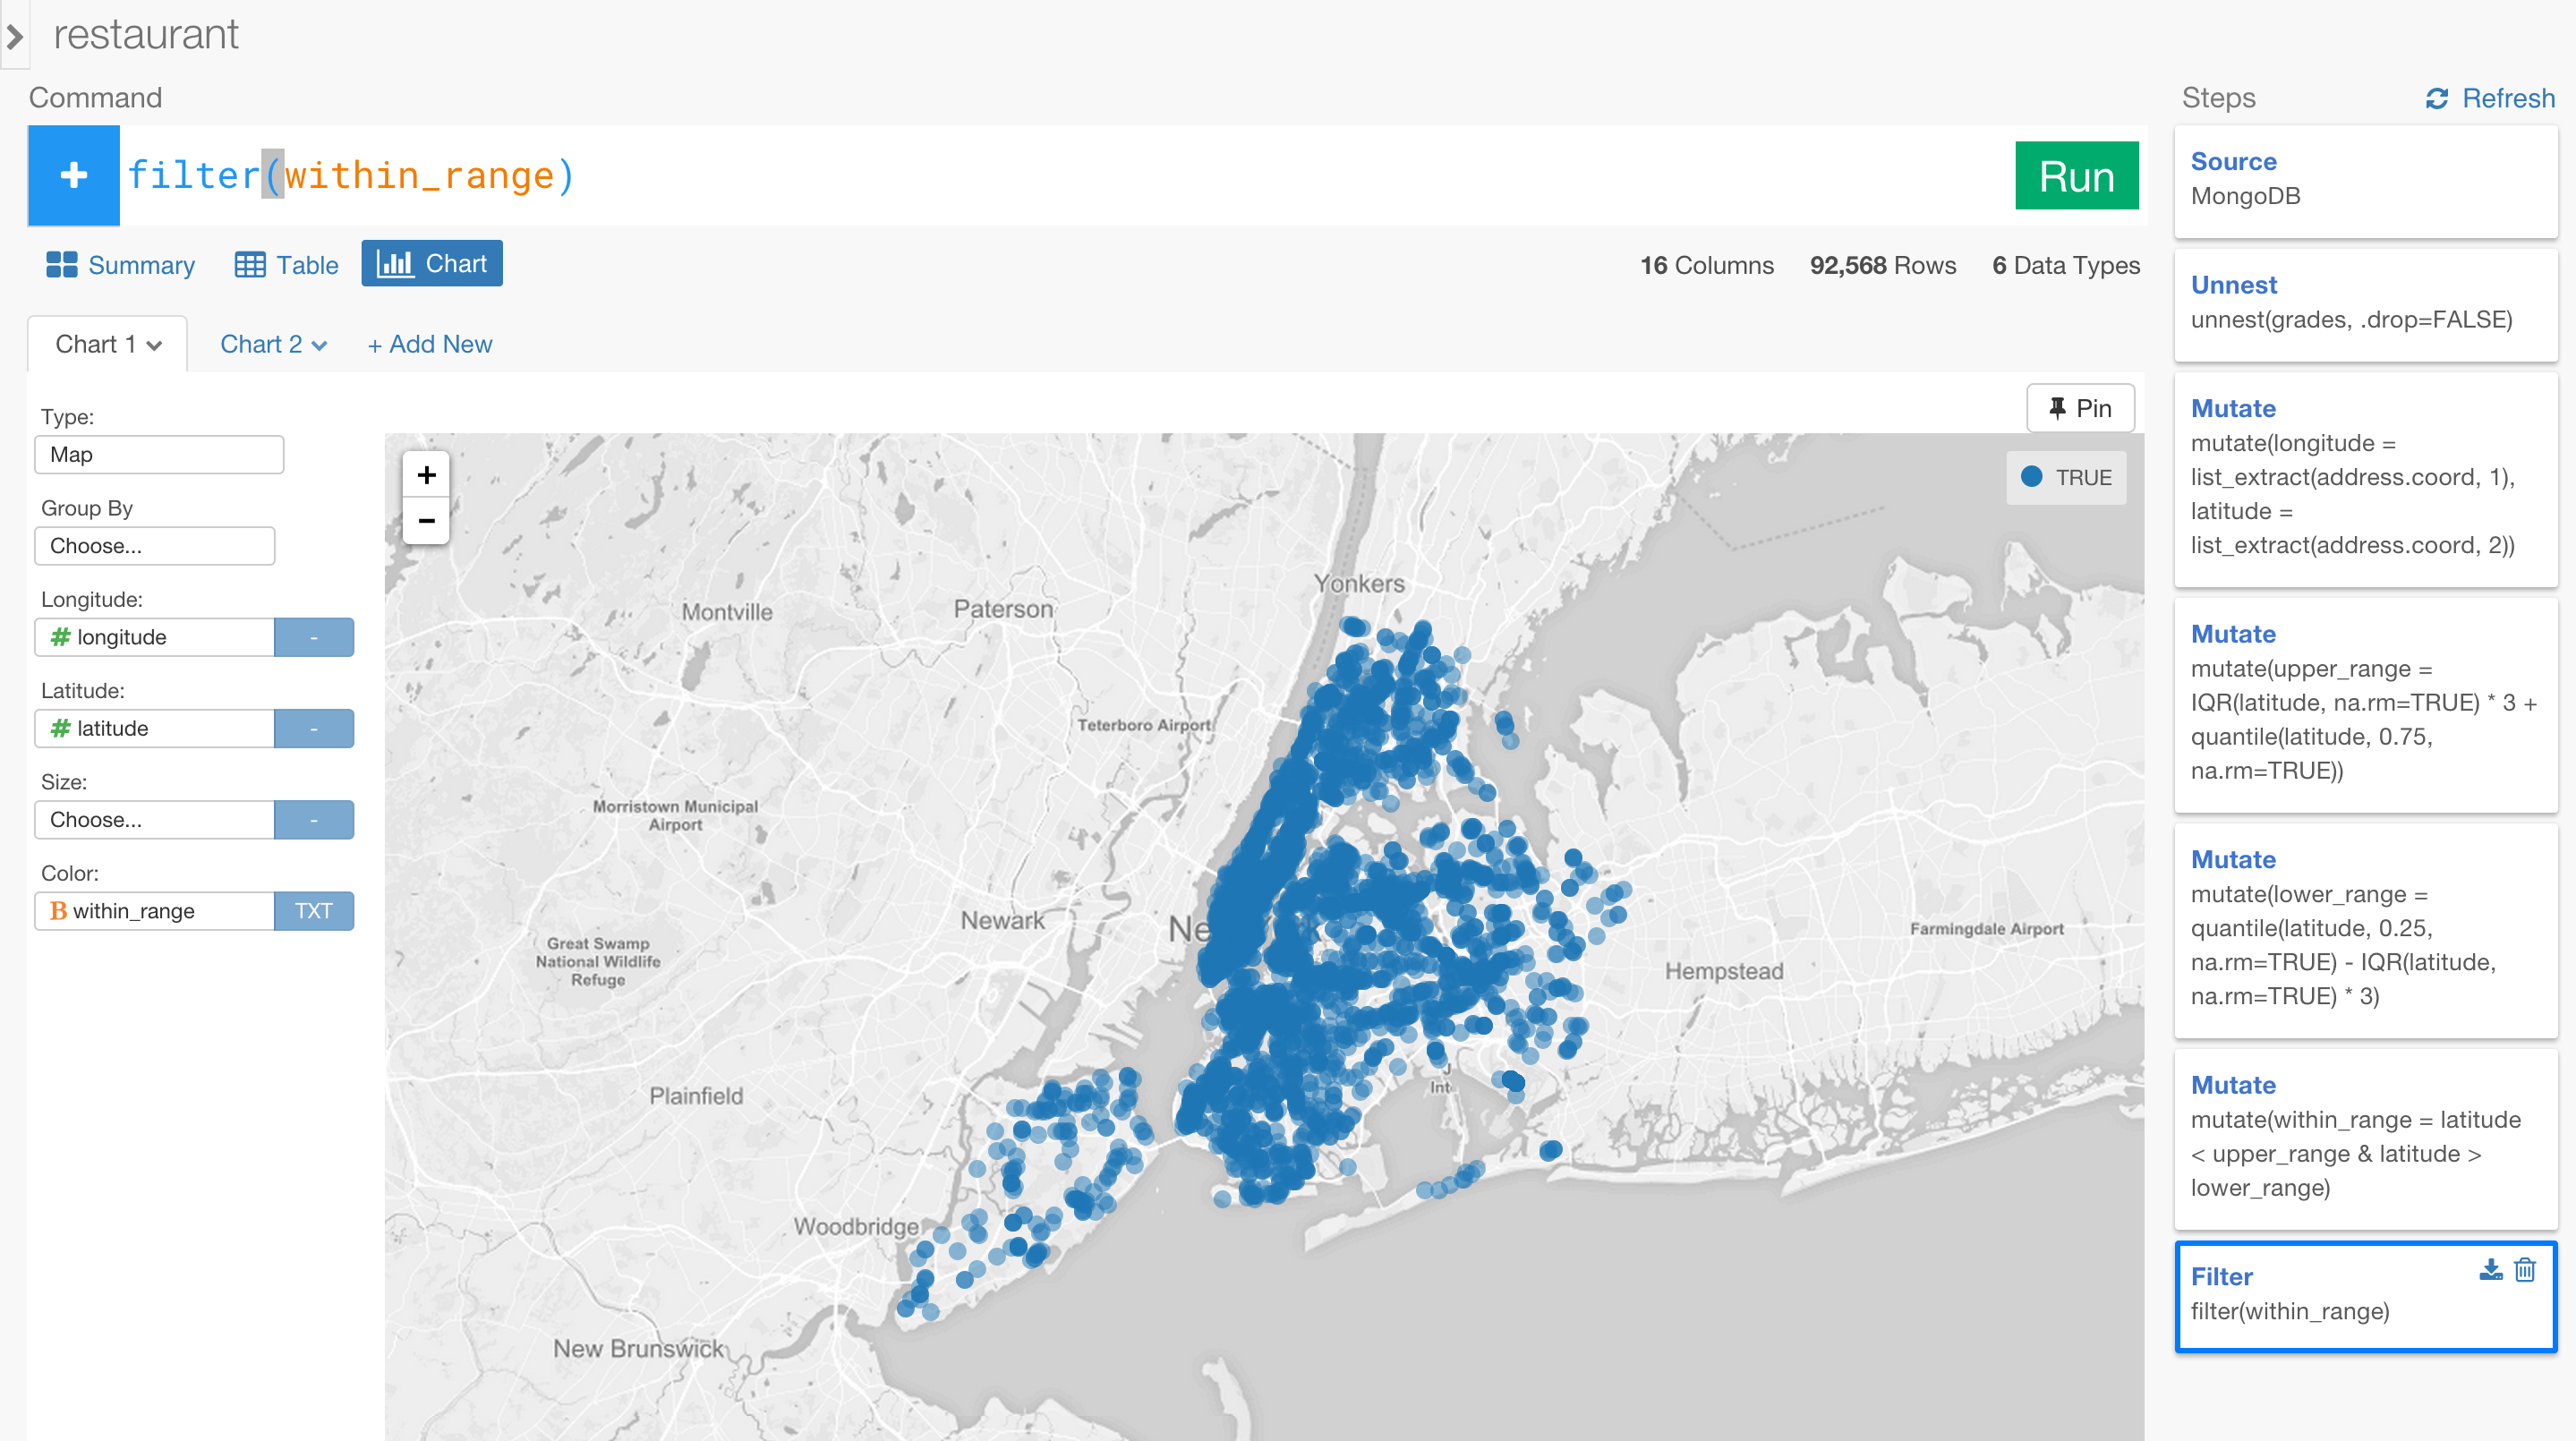 restaurant
Command
Steps
Refresh
+
filter(within_range)
Run
Summary
Table
Chart
16 Columns
92,568 Rows
6 Data Types
Chart 1
Chart 2
+ Add New
Type:
Map
Group By
Choose...
Longitude:
# longitude
-
Latitude:
# latitude
-
Size:
Choose...
-
Color:
B within_range
TXT
Pin
+
−
TRUE
Yonkers
Montville
Paterson
Teterboro Airport
Morristown Municipal
Airport
Newark
Great Swamp
National Wildlife
Refuge
Farmingdale Airport
Hempstead
Int
Plainfield
Woodbridge
New Brunswick
Source
MongoDB
Unnest
unnest(grades, .drop=FALSE)
Mutate
mutate(longitude =
list_extract(address.coord, 1),
latitude =
list_extract(address.coord, 2))
Mutate
mutate(upper_range =
IQR(latitude, na.rm=TRUE) * 3 +
quantile(latitude, 0.75,
na.rm=TRUE))
Mutate
mutate(lower_range =
quantile(latitude, 0.25,
na.rm=TRUE) - IQR(latitude,
na.rm=TRUE) * 3)
Mutate
mutate(within_range = latitude
< upper_range & latitude >
lower_range)
Filter
filter(within_range)